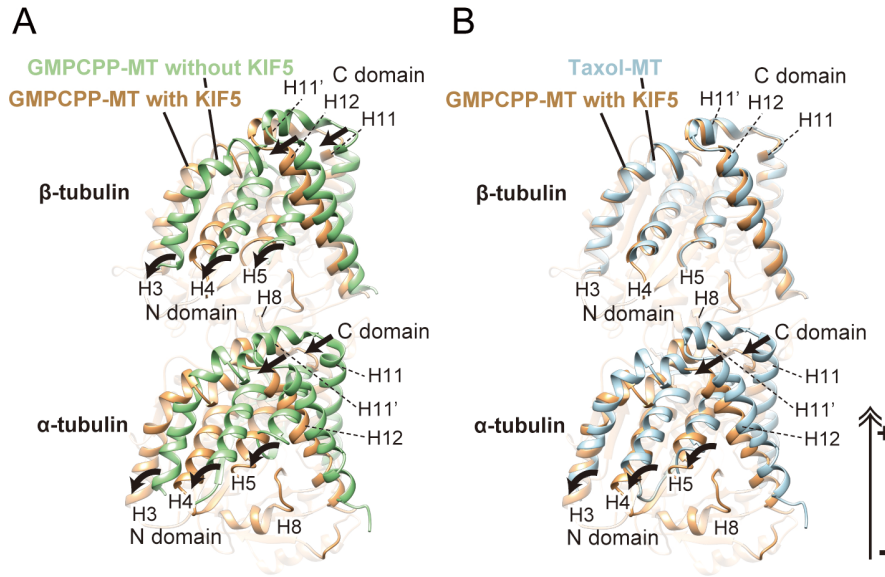 A
GMPCPP-MT without KIF5
GMPCPP-MT with KIF5
H11’
C domain
H12
H11
β-tubulin
H3
H4
H5
N domain
H8
C domain
H11
H11’
H12
α-tubulin
H3
H4
H5
H8
N domain
B
Taxol-MT
GMPCPP-MT with KIF5
C domain
H11’
H12
H11
β-tubulin
H3
H4
H5
N domain
H8
C domain
H11
H11’
H12
α-tubulin
H3
H4
H5
H8
N domain
+
-